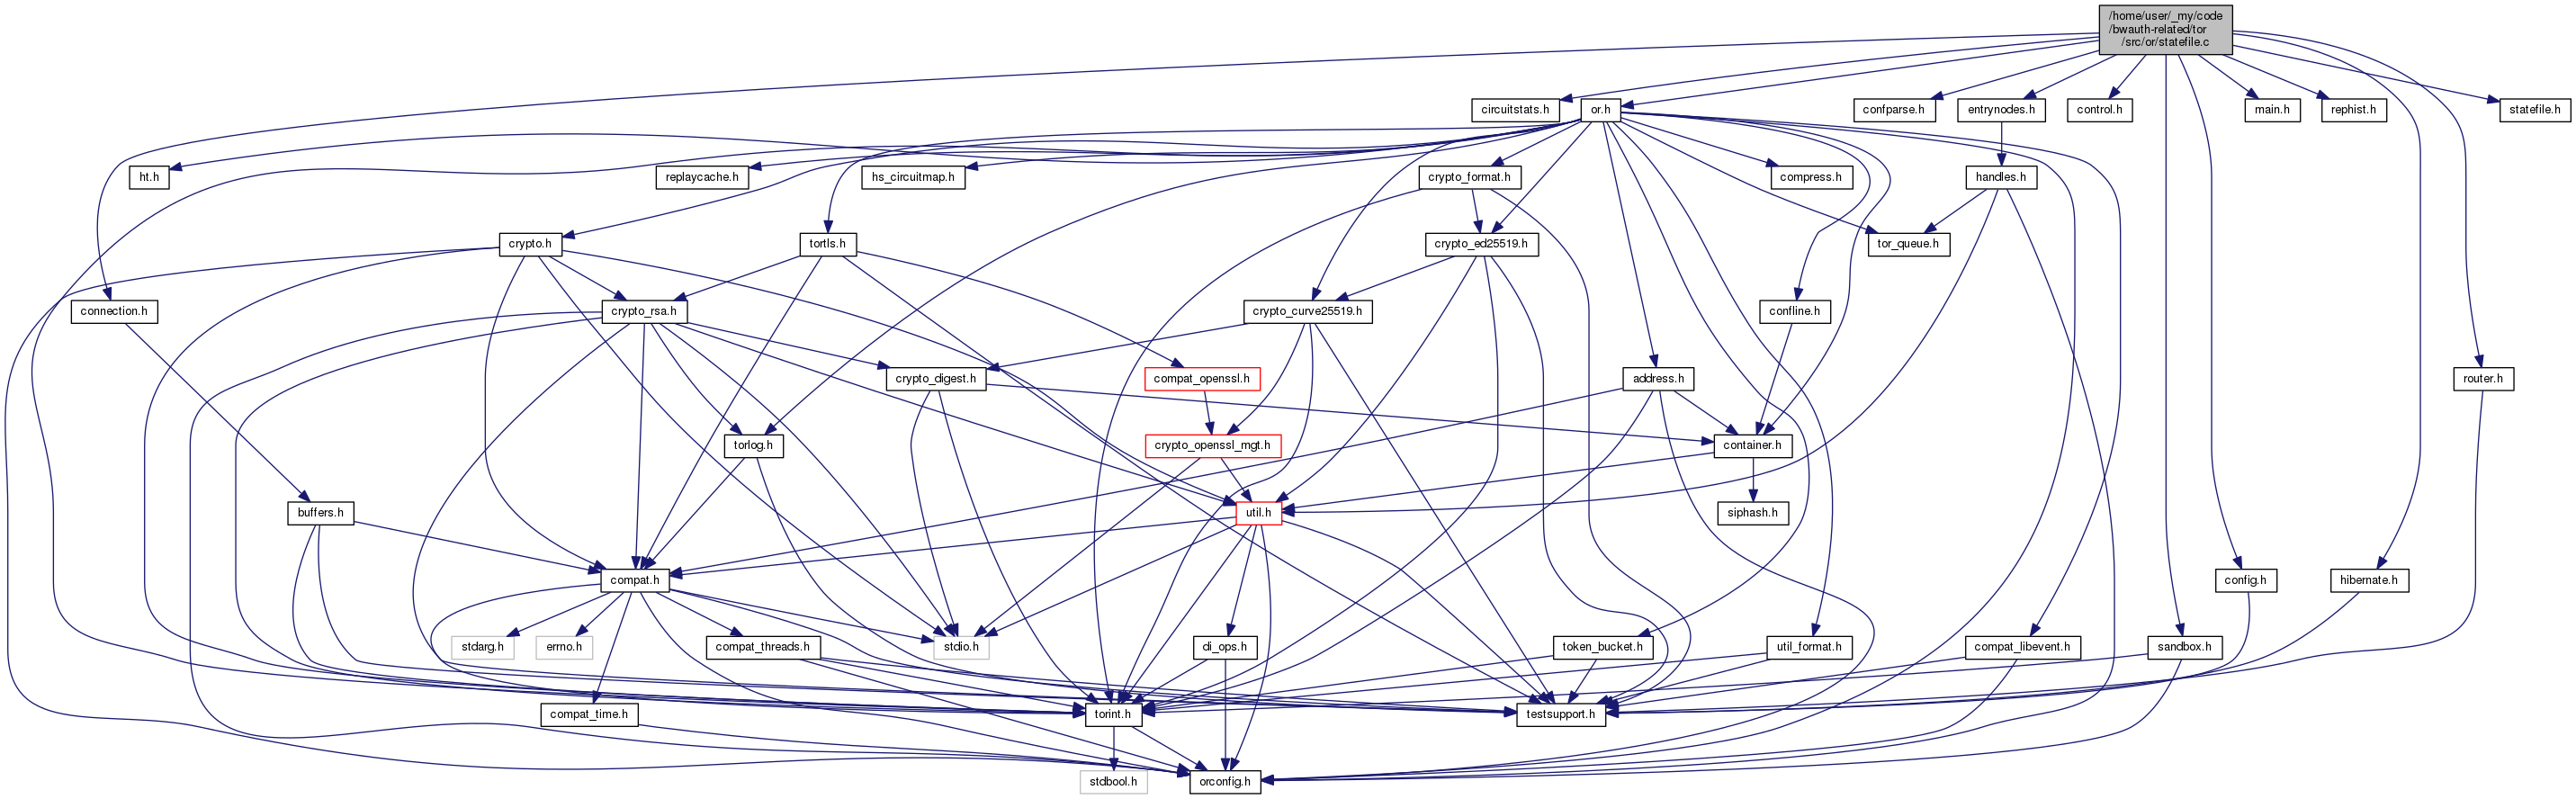 /home/user/_my/code
/bwauth-related/tor
/src/or/statefile.c
circuitstats.h
or.h
confparse.h
entrynodes.h
control.h
main.h
rephist.h
statefile.h
ht.h
replaycache.h
hs_circuitmap.h
crypto_format.h
compress.h
handles.h
crypto.h
tortls.h
crypto_ed25519.h
tor_queue.h
connection.h
crypto_rsa.h
crypto_curve25519.h
confline.h
crypto_digest.h
compat_openssl.h
address.h
router.h
torlog.h
crypto_openssl_mgt.h
container.h
buffers.h
util.h
siphash.h
compat.h
config.h
hibernate.h
stdarg.h
errno.h
compat_threads.h
stdio.h
di_ops.h
token_bucket.h
util_format.h
compat_libevent.h
sandbox.h
compat_time.h
torint.h
testsupport.h
stdbool.h
orconfig.h